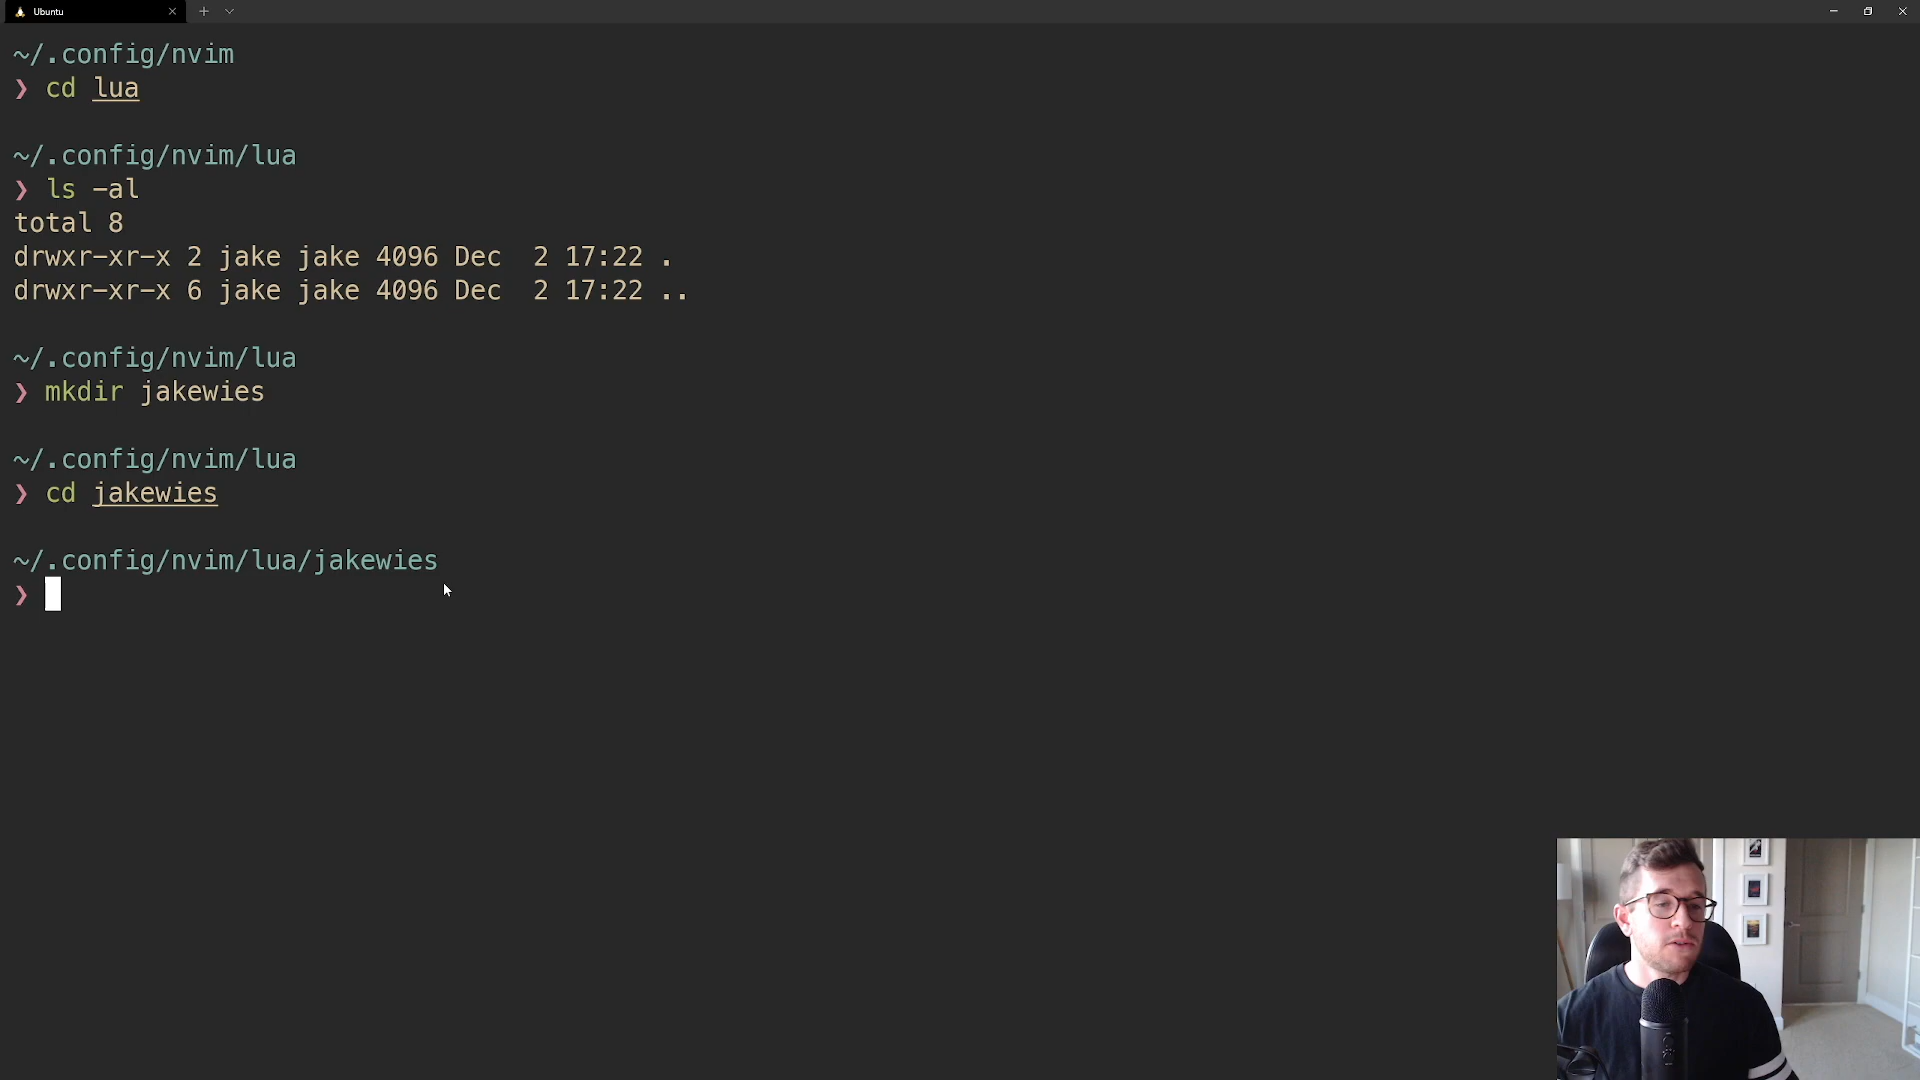 Ubuntu
~/.config/nvim
❯ cd lua
~/.config/nvim/lua
❯ ls -al
total 8
drwxr-xr-x 2 jake jake 4096 Dec  2 17:22 .
drwxr-xr-x 6 jake jake 4096 Dec  2 17:22 ..
~/.config/nvim/lua
❯ mkdir jakewies
~/.config/nvim/lua
❯ cd jakewies
~/.config/nvim/lua/jakewies
❯